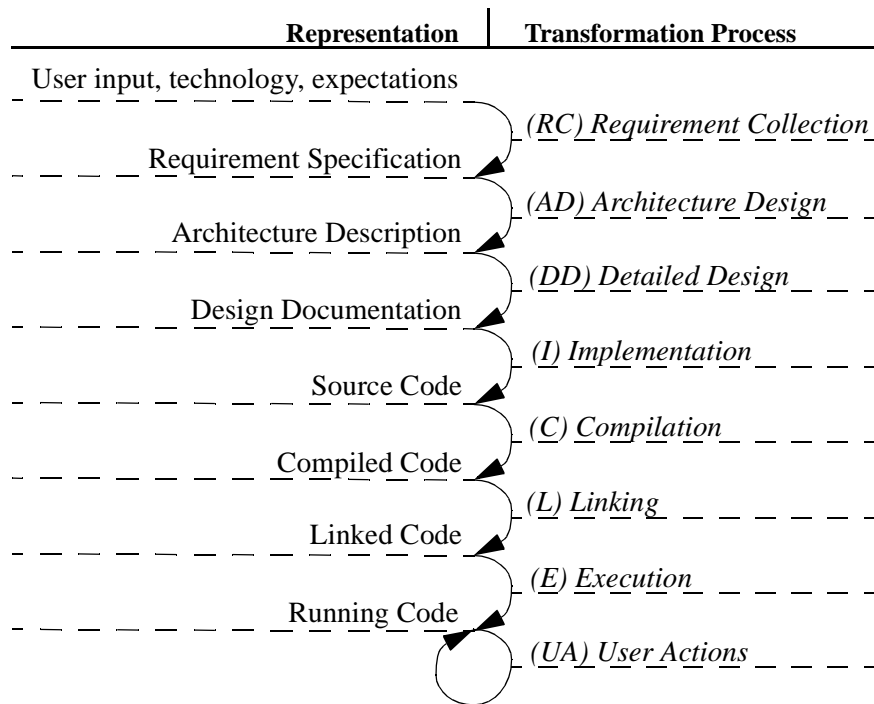 Representation Transformation Process
User input, technology, expectations
(RC) Requirement Collection
Requirement Specification
(AD) Architecture Design
Architecture Description
(DD) Detailed Design
Design Documentation
(I) Implementation
Source Code
(C) Compilation
Compiled Code
(L) Linking
Linked Code
(E) Execution
Running Code
(UA) User Actions